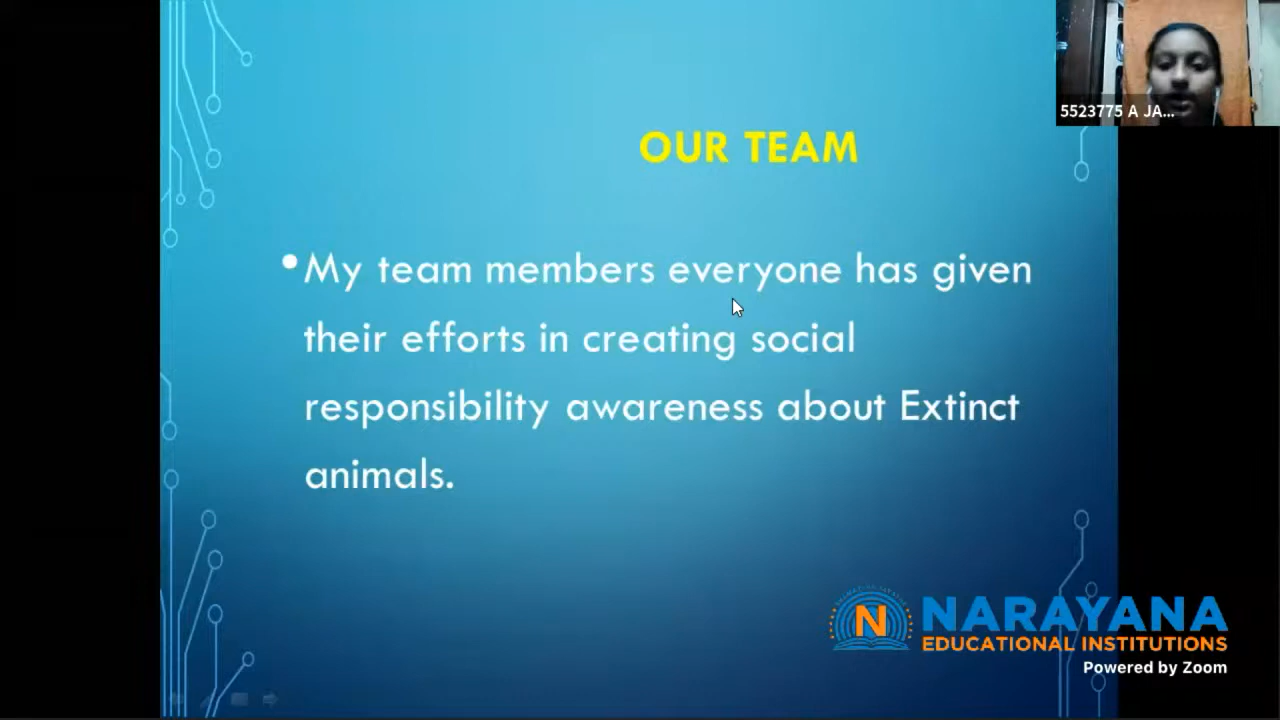 5523775 A JA...
OUR TEAM
•My team members everyone has given
their efforts in creating social
responsibility awareness about Extinct
animals.
N
NARAYANA
EDUCATIONAL INSTITUTIONS
Powered by Zoom